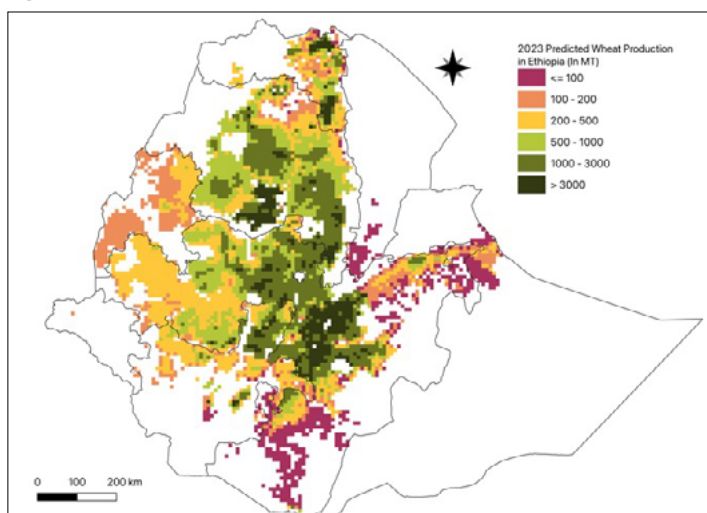 2023 Predicted Wheat Production
in Ethiopia (In MT)
<= 100
100 - 200
200 - 500
500 - 1000
1000 - 3000
> 3000
0 100 200 km